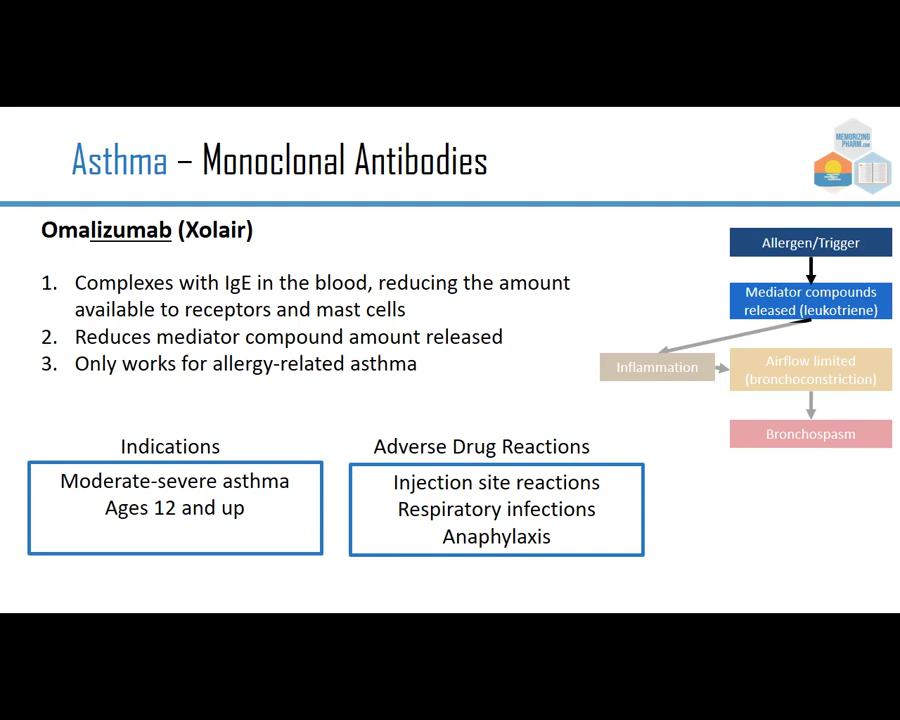 MEMORIZING
PHARM.COM
Asthma – Monoclonal Antibodies
Omalizumab (Xolair)
1. Complexes with IgE in the blood, reducing the amount
available to receptors and mast cells
2. Reduces mediator compound amount released
3. Only works for allergy-related asthma
Allergen/Trigger
Mediator compounds
released (leukotriene)
Inflammation
Airflow limited
(bronchoconstriction)
Bronchospasm
Indications
Moderate-severe asthma
Ages 12 and up
Adverse Drug Reactions
Injection site reactions
Respiratory infections
Anaphylaxis